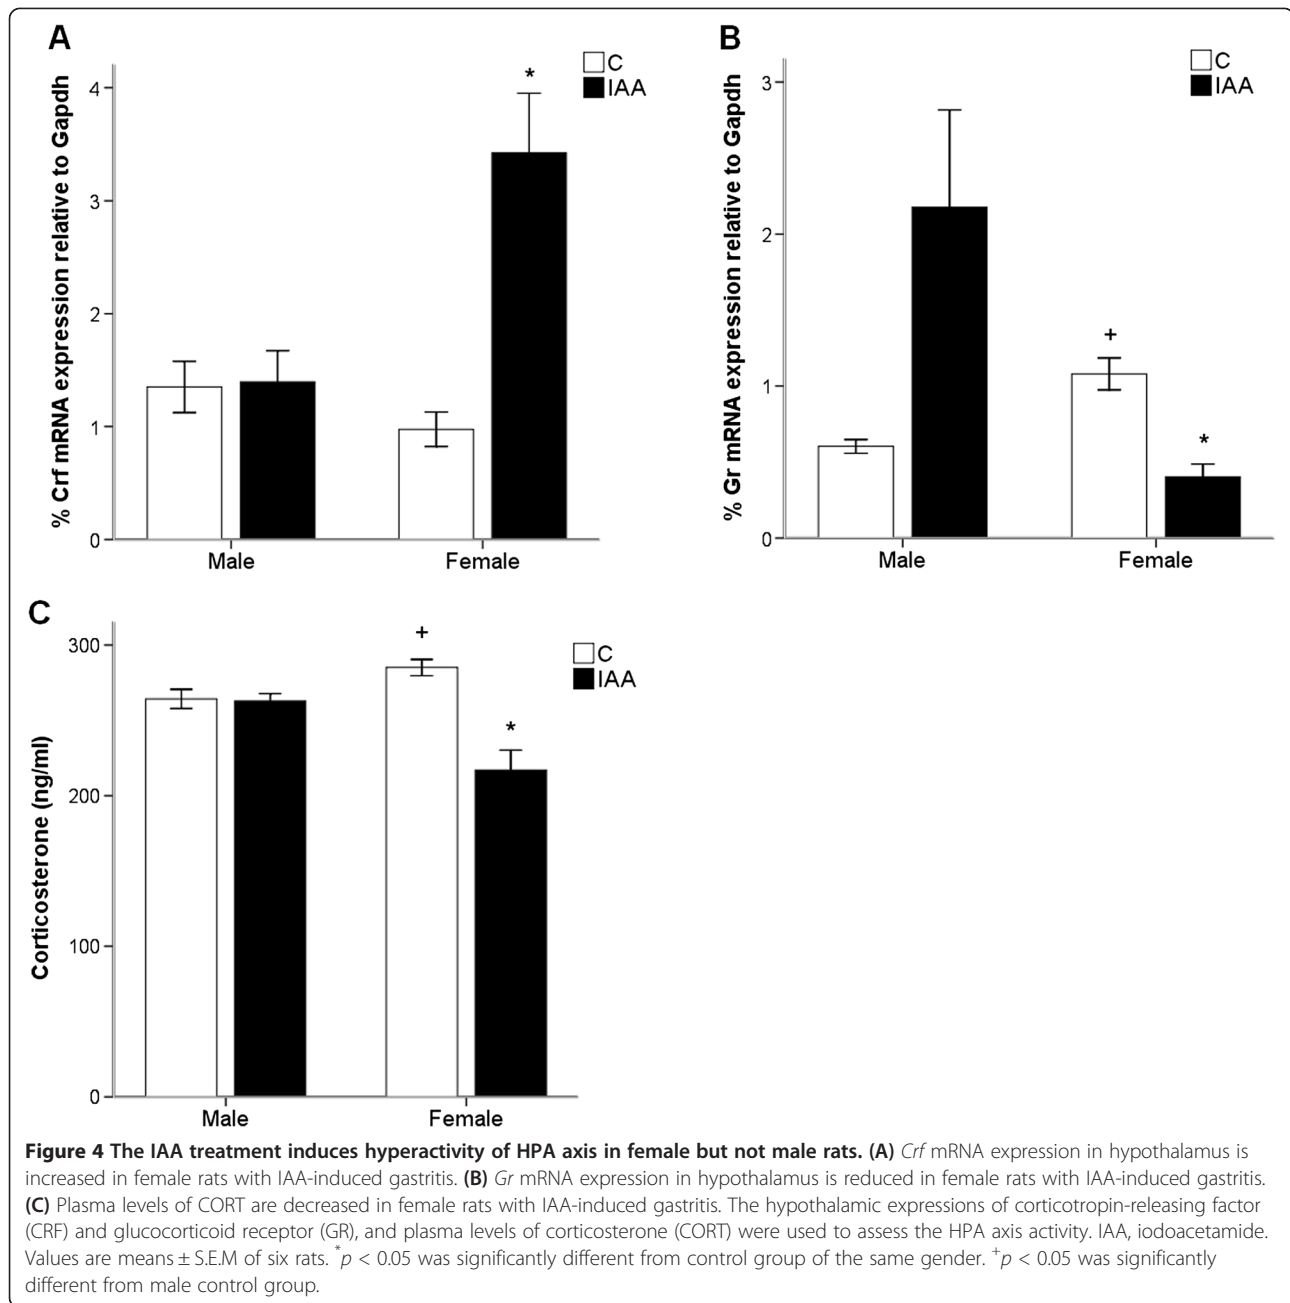 A
C
IAA
*
% Crf mRNA expression relative to Gapdh
4
3
2
1
0
Male Female
B
C
IAA
% Gr mRNA expression relative to Gapdh
3
2
+
1
*
0
Male Female
C
C
IAA
+
*
Corticosterone (ng/ml)
300
200
100
0
Male Female
Figure 4 The IAA treatment induces hyperactivity of HPA axis in female but not male rats. (A) Crf mRNA expression in hypothalamus is
increased in female rats with IAA-induced gastritis. (B) Gr mRNA expression in hypothalamus is reduced in female rats with IAA-induced gastritis.
(C) Plasma levels of CORT are decreased in female rats with IAA-induced gastritis. The hypothalamic expressions of corticotropin-releasing factor
(CRF) and glucocorticoid receptor (GR), and plasma levels of corticosterone (CORT) were used to assess the HPA axis activity. IAA, iodoacetamide.
Values are means ± S.E.M of six rats. *p < 0.05 was significantly different from control group of the same gender. +p < 0.05 was significantly
different from male control group.